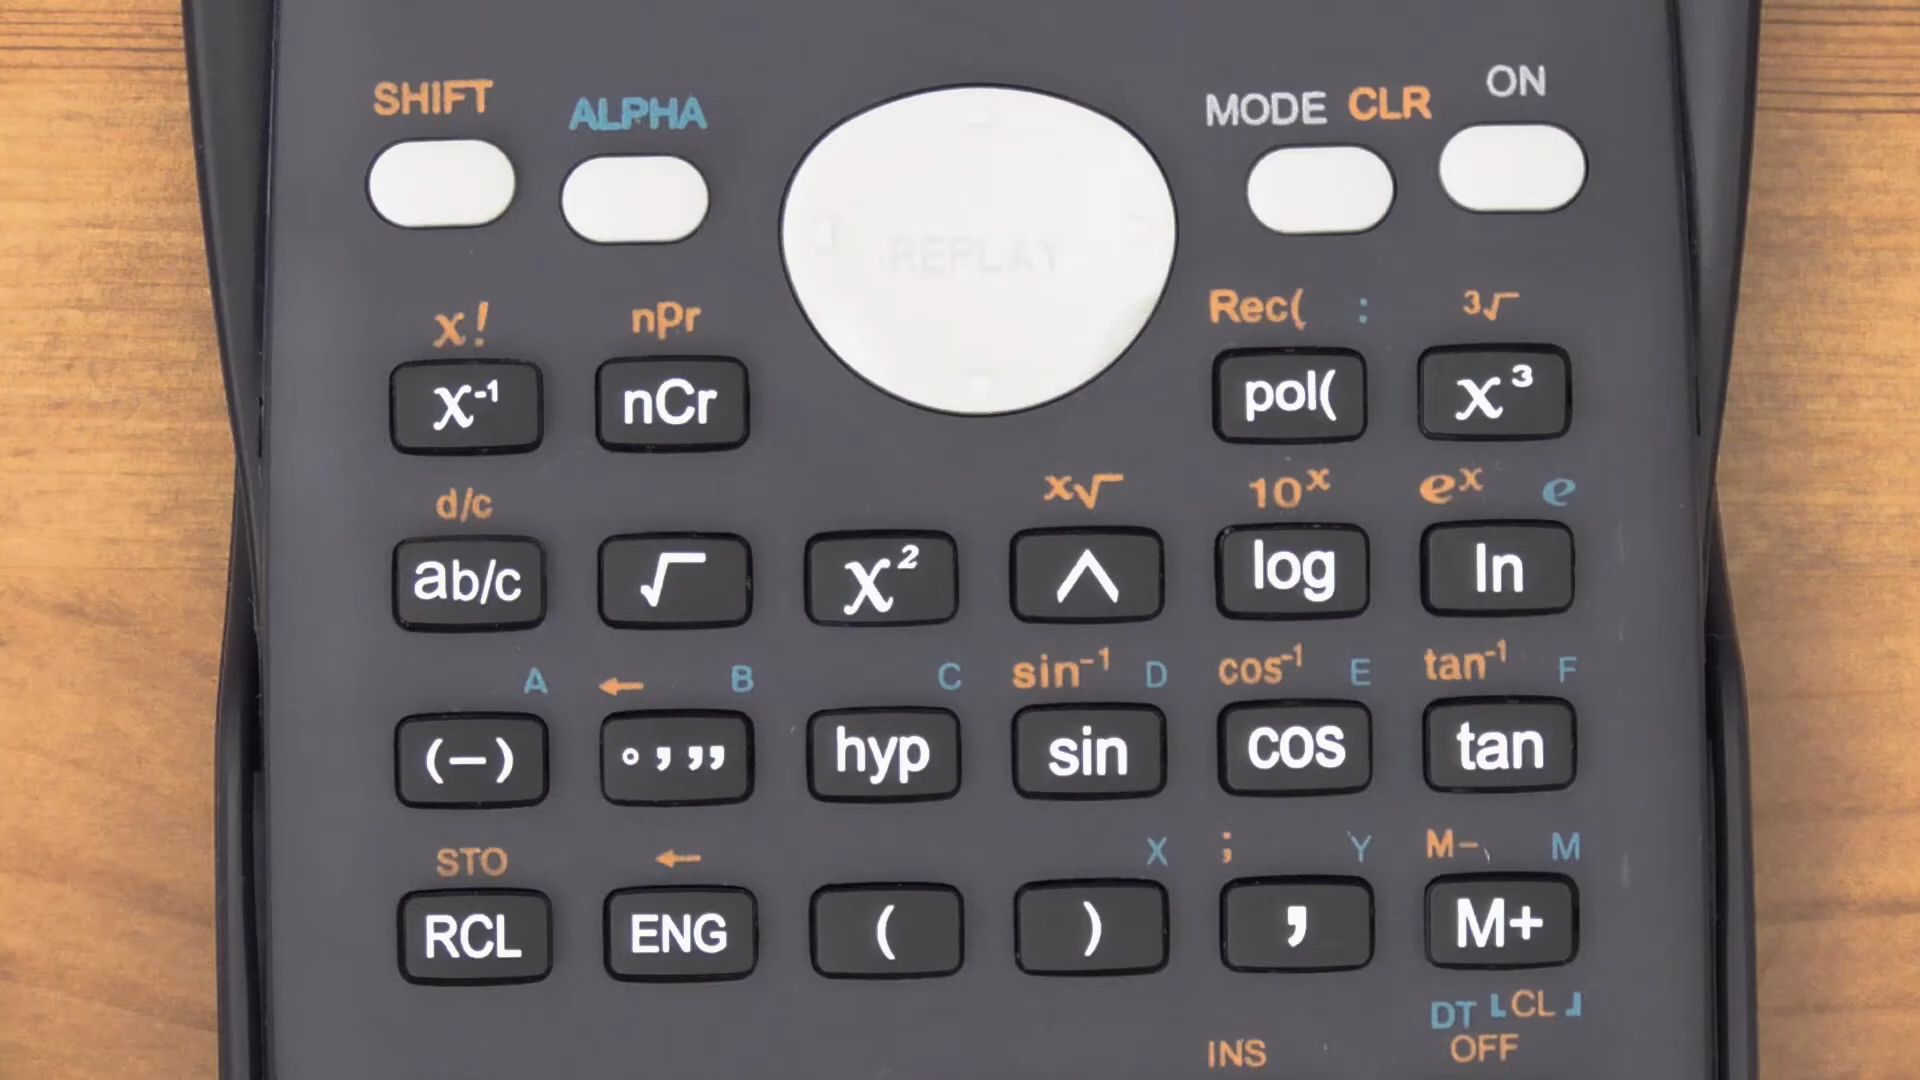 SHIFT ALPHA MODE CLR ON
REPLAY
x! nPr Rec( : 3√
x⁻¹ nCr pol( x³
d/c x√ 10ˣ eˣ e
ab/c √ x² ^ log ln
A ← B C sin⁻¹ D cos⁻¹ E tan⁻¹ F
(−) ° , ,, hyp sin cos tan
STO ← X ; Y M− M
RCL ENG ( ) , M+
DT CL
INS OFF